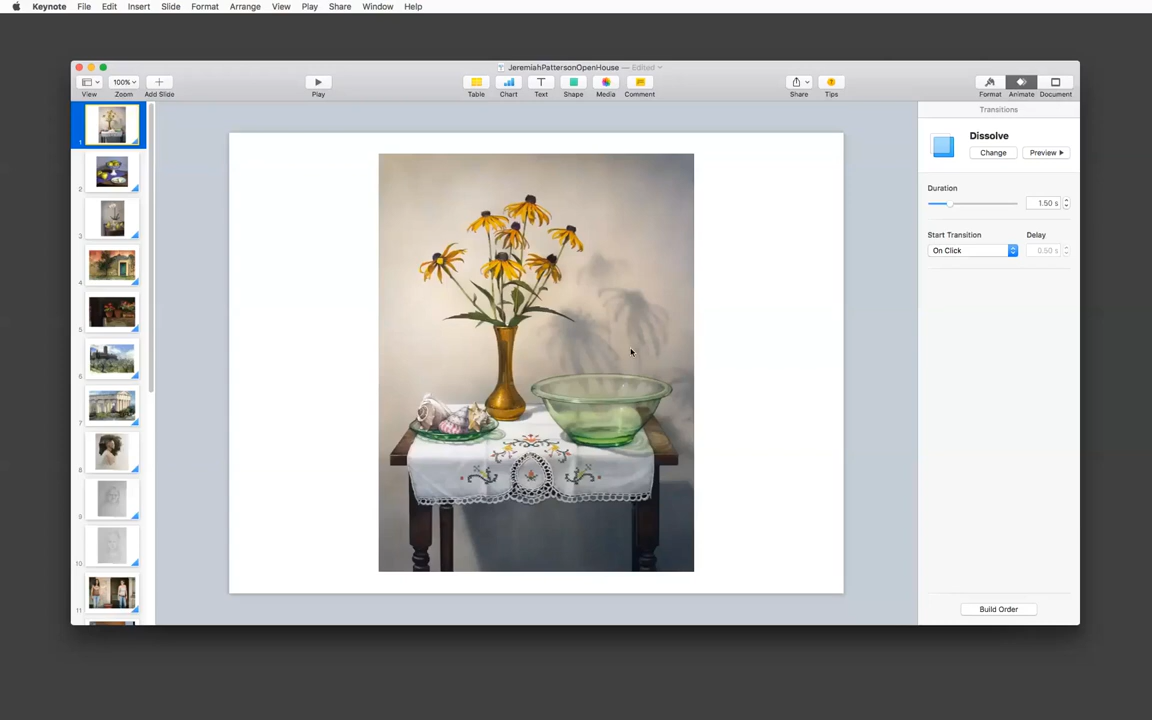 Keynote File Edit Insert Slide Format Arrange View Play Share Window Help
JeremiahPattersonOpenHouse — Edited
100%
View Zoom Add Slide Play Table Chart Text Shape Media Comment Share Tips Format Animate Document
Transitions
Dissolve
Change Preview
Duration
1.50 s
Start Transition Delay
On Click 0.50 s
Build Order
1
2
3
4
5
6
7
8
9
10
11